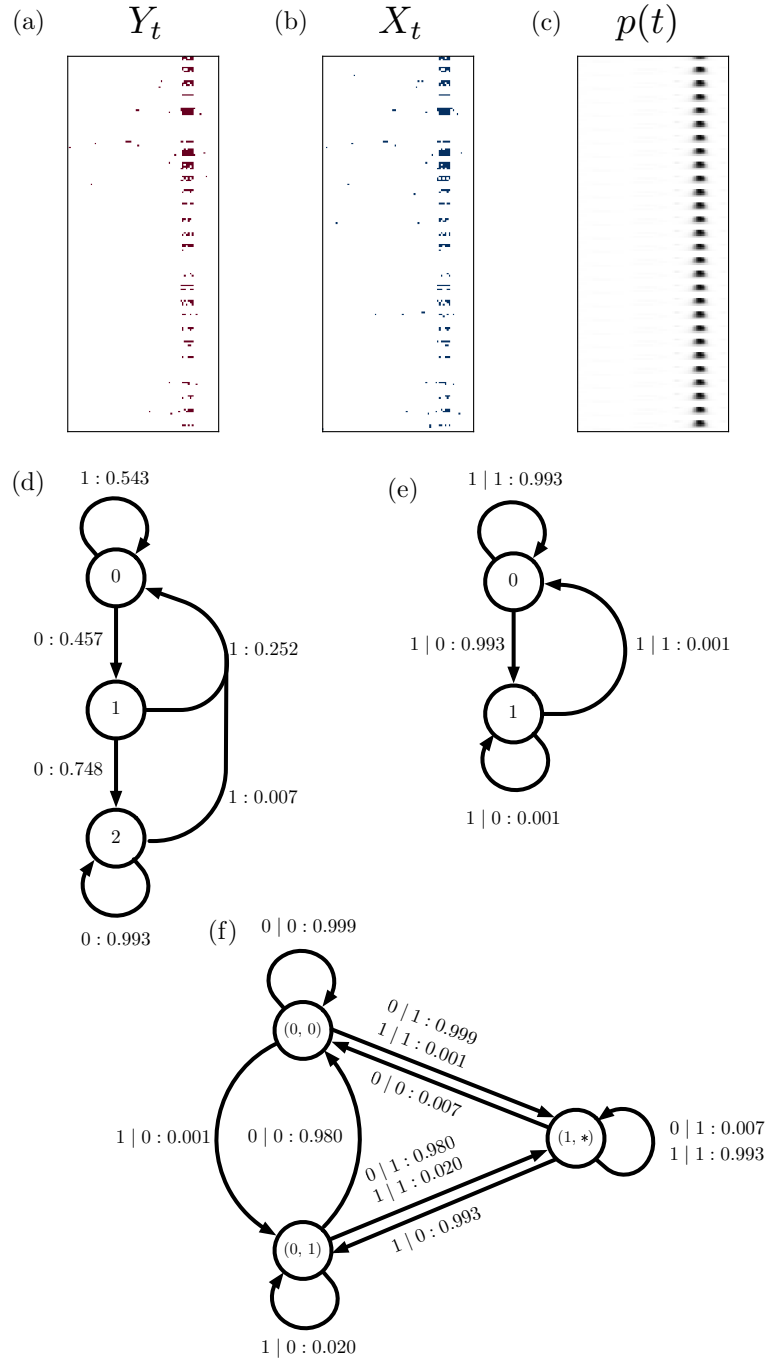 (a) Y_t (b) X_t (c) p(t)
(d)
1 : 0.543
0
0 : 0.457
1 : 0.252
1
0 : 0.748
1 : 0.007
2
0 : 0.993
(e)
1 | 1 : 0.993
0
1 | 0 : 0.993
1 | 1 : 0.001
1
1 | 0 : 0.001
(f)
0 | 0 : 0.999
(0, 0)
0 | 1 : 0.999
1 | 1 : 0.001
0 | 0 : 0.007
1 | 0 : 0.001
0 | 0 : 0.980
(1, *)
0 | 1 : 0.007
1 | 1 : 0.993
0 | 1 : 0.980
1 | 1 : 0.020
1 | 0 : 0.993
(0, 1)
1 | 0 : 0.020